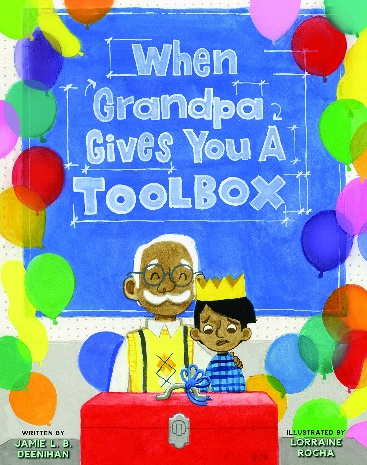 When
Grandpa
Gives You A
TOOLBOX
WRITTEN BY
JAMIE L. B.
DEENIHAN
ILLUSTRATED BY
LORRAINE
ROCHA